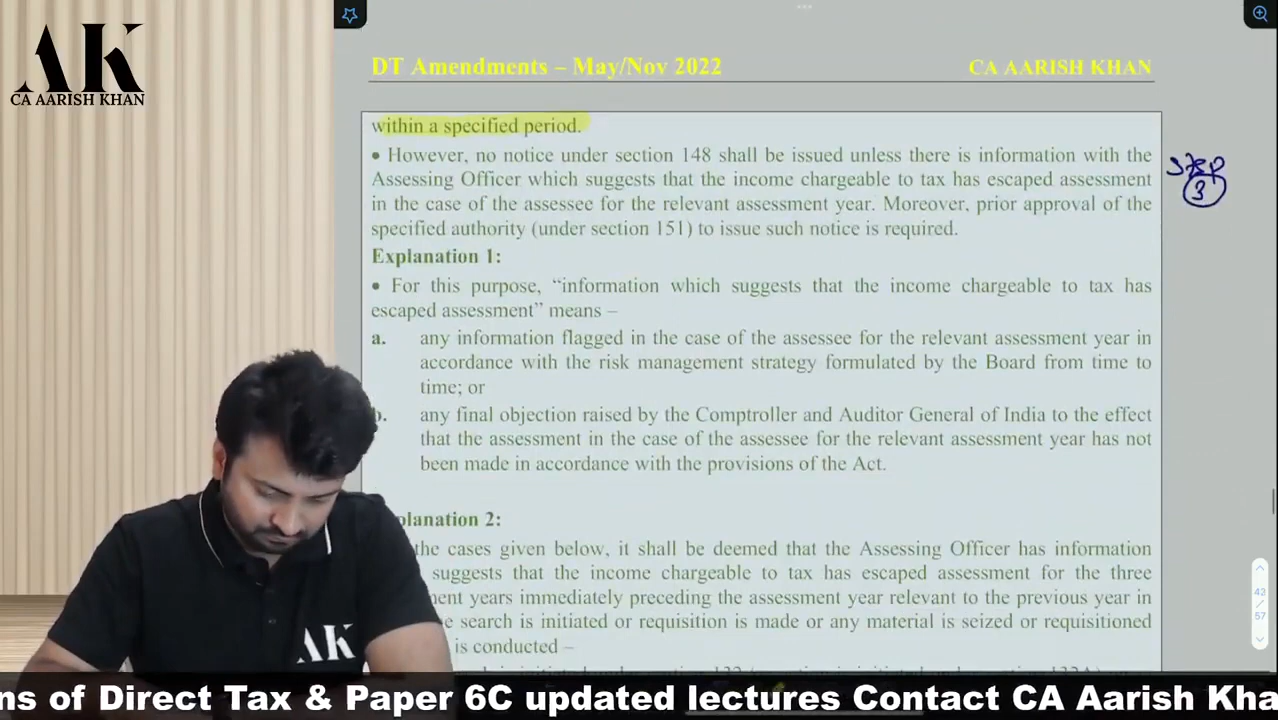 AK
CA AARISH KHAN
DT Amendments – May/Nov 2022
CA AARISH KHAN
within a specified period.
• However, no notice under section 148 shall be issued unless there is information with the
Assessing Officer which suggests that the income chargeable to tax has escaped assessment
in the case of the assessee for the relevant assessment year. Moreover, prior approval of the
specified authority (under section 151) to issue such notice is required.
Step
3
Explanation 1:
• For this purpose, “information which suggests that the income chargeable to tax has
escaped assessment” means –
a. any information flagged in the case of the assessee for the relevant assessment year in
accordance with the risk management strategy formulated by the Board from time to
time; or
b. any final objection raised by the Comptroller and Auditor General of India to the effect
that the assessment in the case of the assessee for the relevant assessment year has not
been made in accordance with the provisions of the Act.
planation 2:
the cases given below, it shall be deemed that the Assessing Officer has information
suggests that the income chargeable to tax has escaped assessment for the three
ment years immediately preceding the assessment year relevant to the previous year in
e search is initiated or requisition is made or any material is seized or requisitioned
is conducted –
43
57
AK
ns of Direct Tax & Paper 6C updated lectures Contact CA Aarish Kha